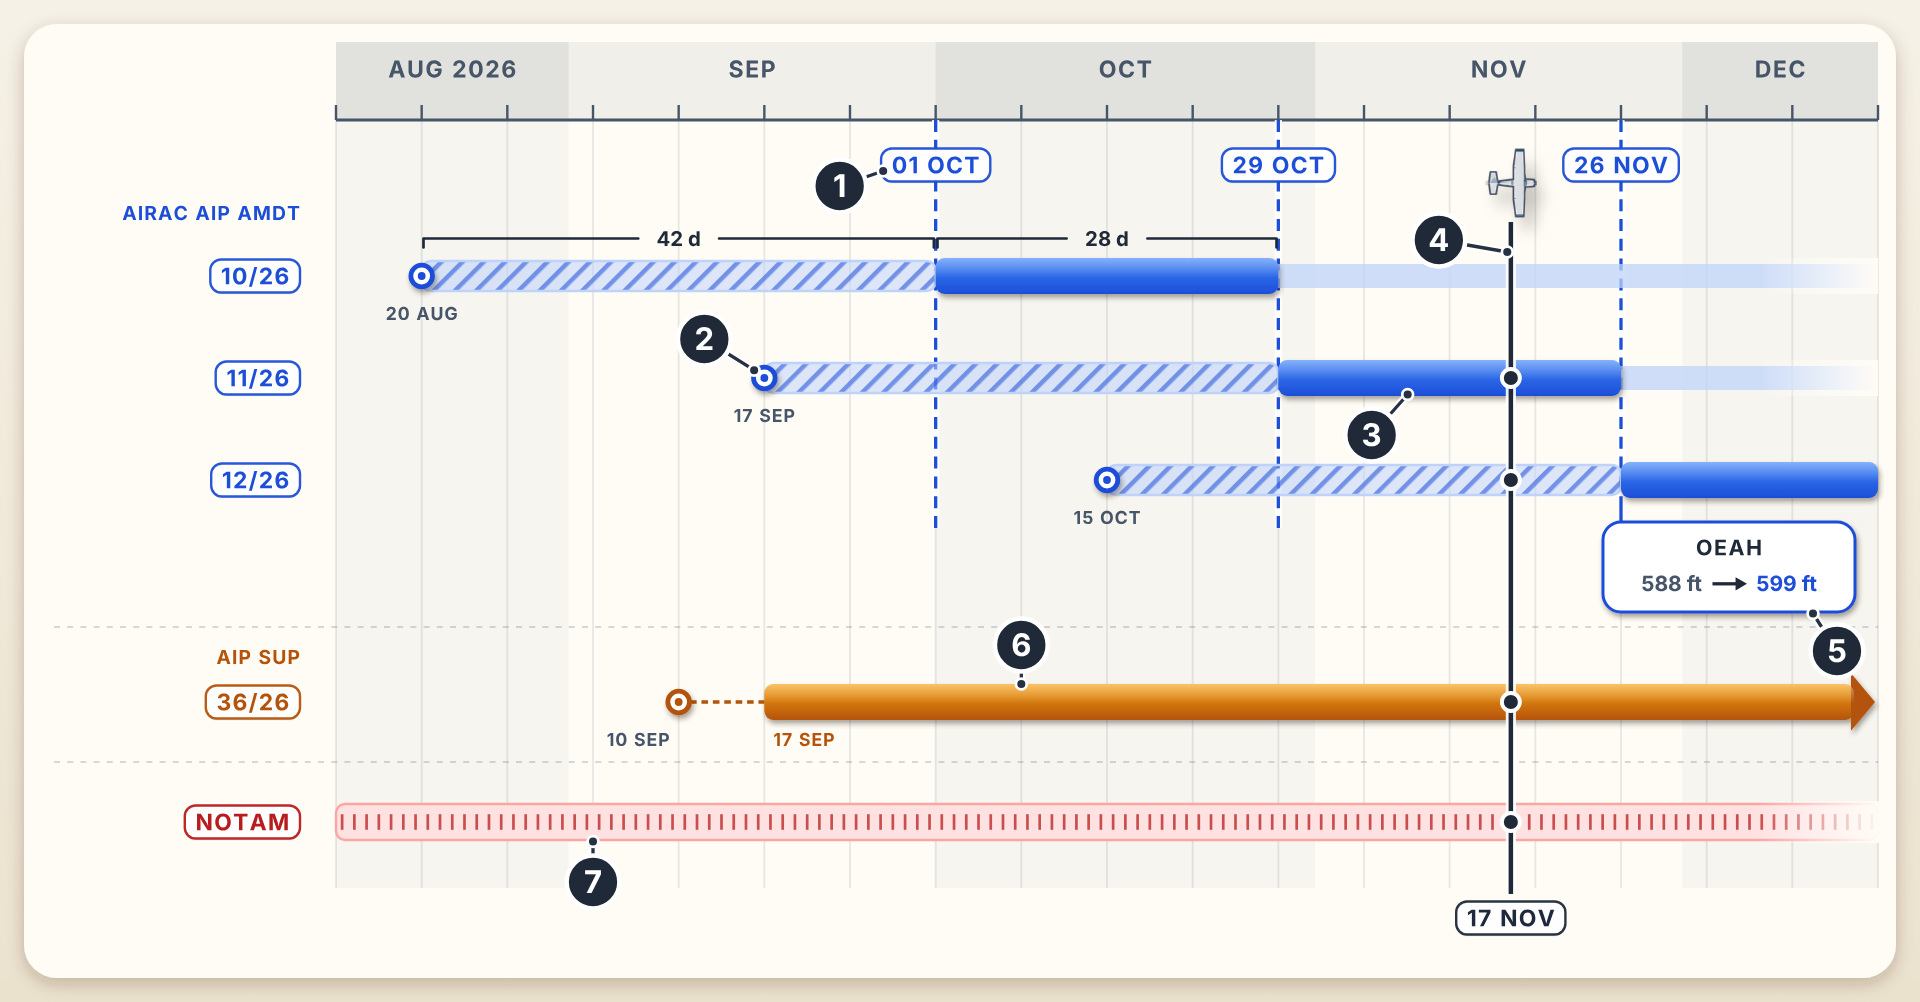 AUG 2026
SEP
OCT
NOV
DEC
1
01 OCT
29 OCT
26 NOV
AIRAC AIP AMDT
42 d
28 d
4
10/26
20 AUG
2
11/26
17 SEP
3
12/26
15 OCT
OEAH
588 ft → 599 ft
5
6
AIP SUP
36/26
10 SEP
17 SEP
NOTAM
7
17 NOV